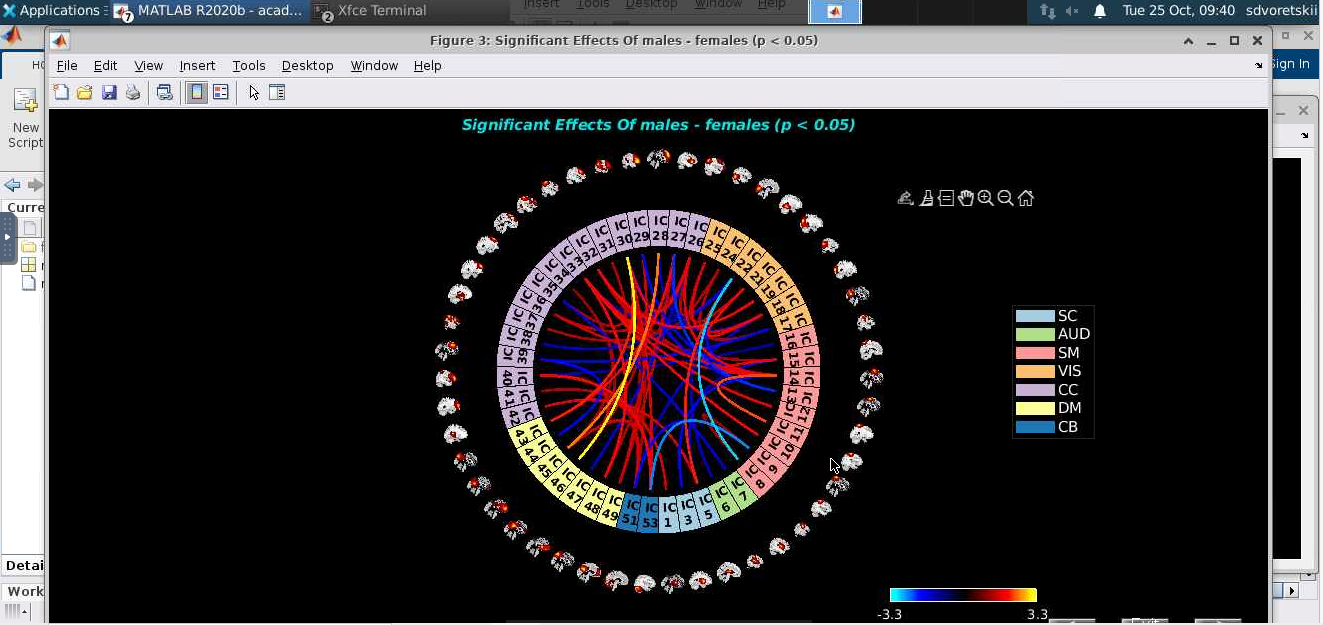 Applications
MATLAB R2020b - acad...
Xfce Terminal
Insert Tools Desktop Window Help
Tue 25 Oct, 09:40 sdvoretskii
7
2
Figure 3: Significant Effects Of males - females (p < 0.05)
File Edit View Insert Tools Desktop Window Help
Sign In
New
Script
Curre
Significant Effects Of males - females (p < 0.05)
IC 1
IC 3
IC 5
IC 6
IC 7
IC 8
IC 9
IC 10
IC 11
IC 12
IC 13
IC 14
IC 15
IC 16
IC 17
IC 18
IC 19
IC 21
IC 22
IC 24
IC 25
IC 26
IC 27
IC 28
IC 29
IC 30
IC 31
IC 32
IC 33
IC 34
IC 35
IC 36
IC 37
IC 38
IC 39
IC 40
IC 41
IC 42
IC 43
IC 44
IC 45
IC 46
IC 47
IC 48
IC 49
IC 51
IC 53
SC
AUD
SM
VIS
CC
DM
CB
Detai
Work
-3.3 3.3